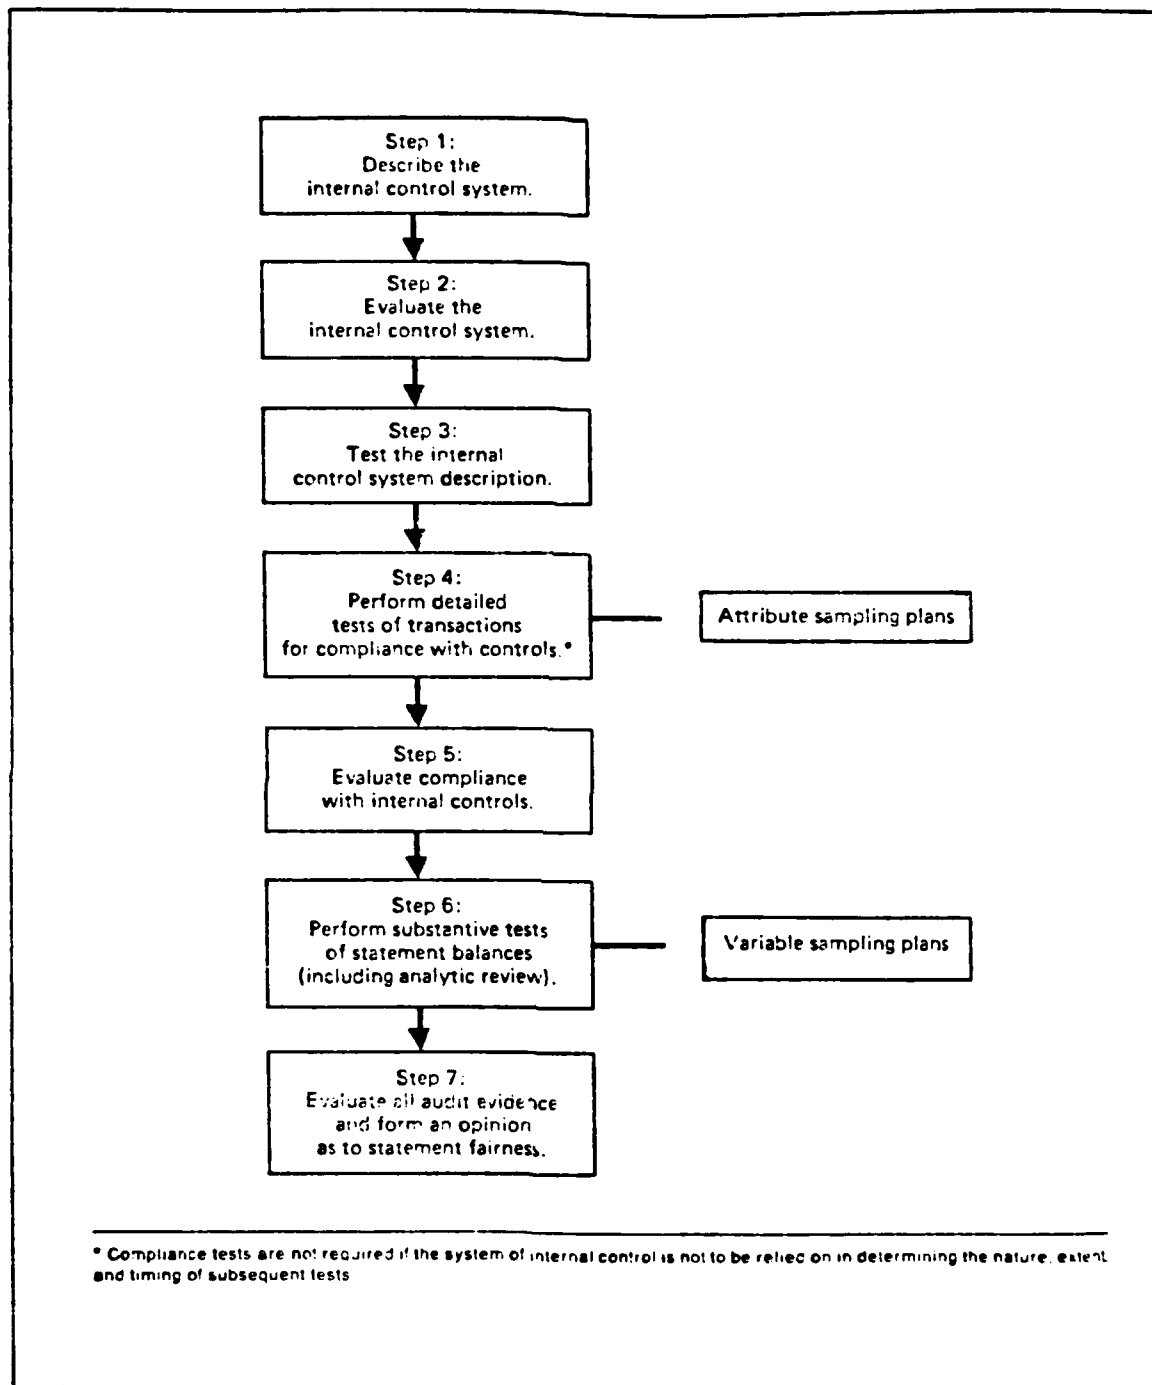 Step 1:
Describe the
internal control system.
Step 2:
Evaluate the
internal control system.
Step 3:
Test the internal
control system description.
Step 4:
Perform detailed
tests of transactions
for compliance with controls.*
Attribute sampling plans
Step 5:
Evaluate compliance
with internal controls.
Step 6:
Perform substantive tests
of statement balances
(including analytic review).
Variable sampling plans
Step 7:
Evaluate all audit evidence
and form an opinion
as to statement fairness.
* Compliance tests are not required if the system of internal control is not to be relied on in determining the nature, extent
and timing of subsequent tests